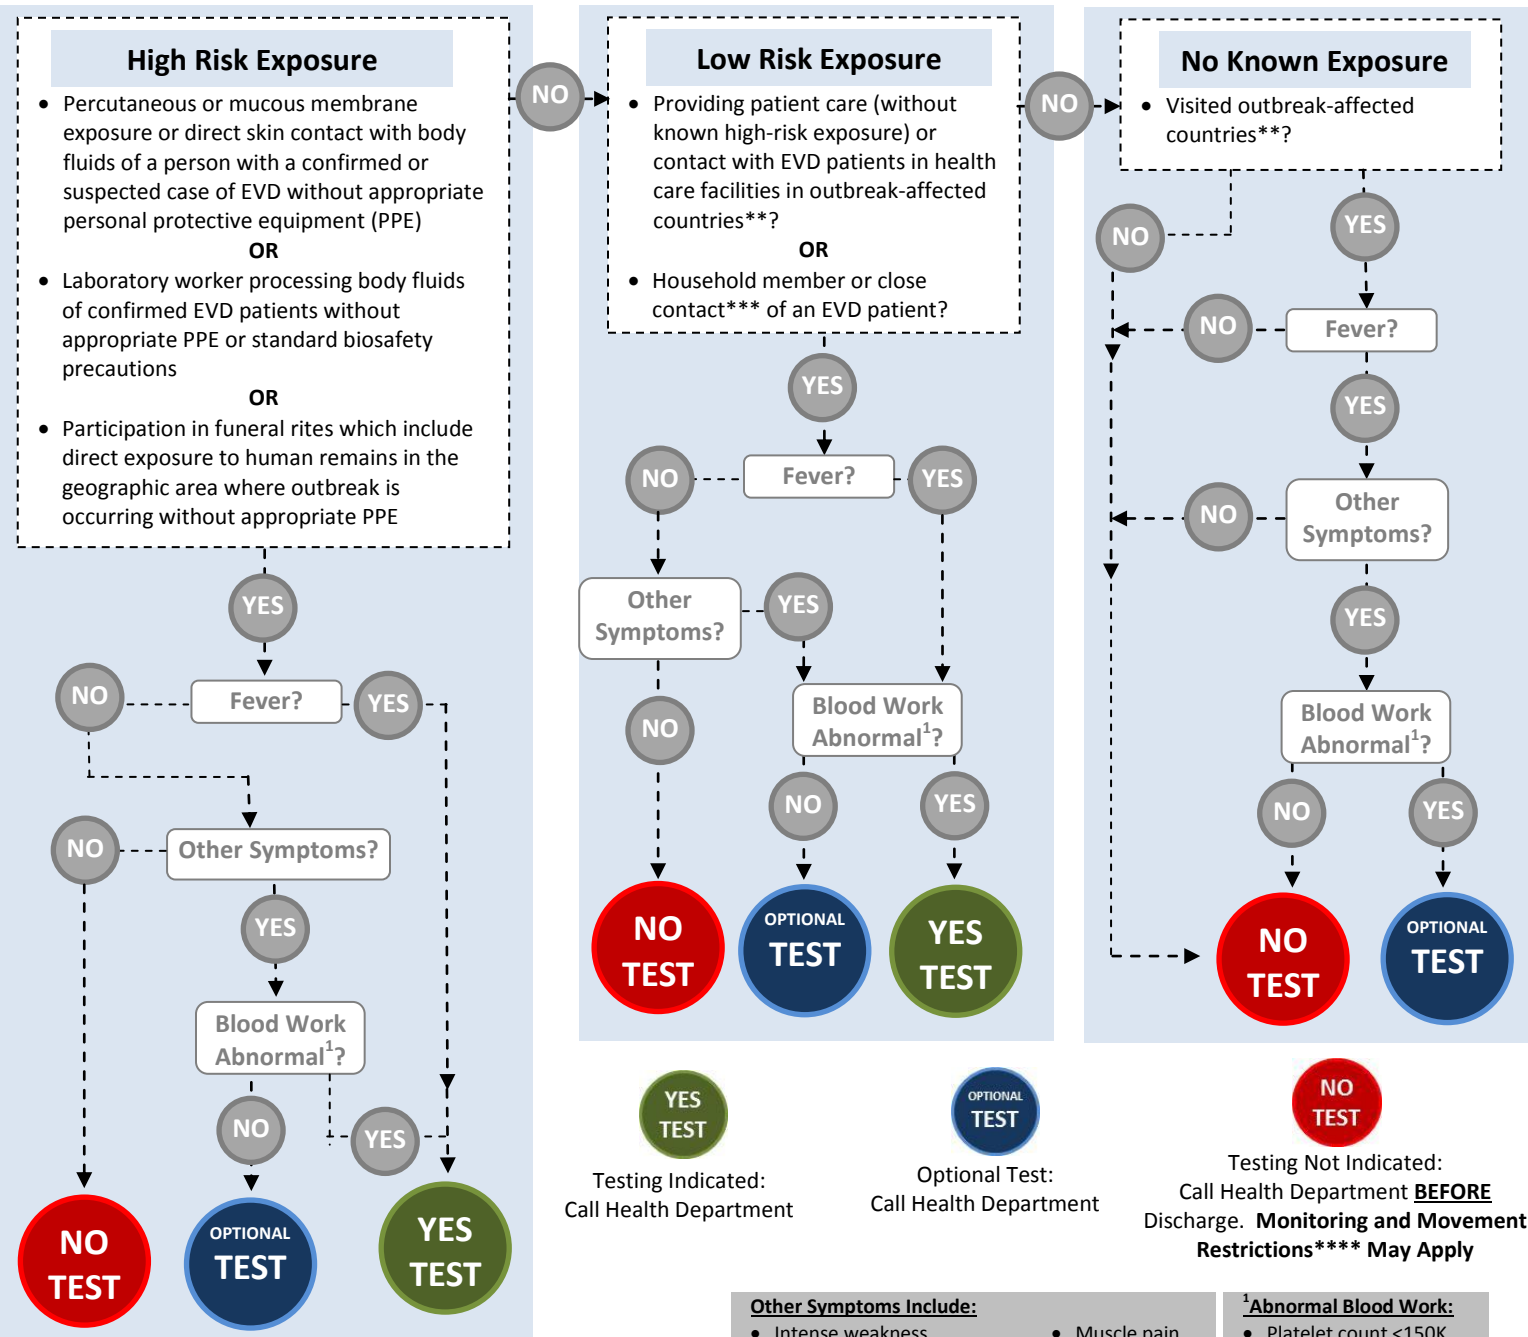 High Risk Exposure
• Percutaneous or mucous membrane
exposure or direct skin contact with body
fluids of a person with a confirmed or
suspected case of EVD without appropriate
personal protective equipment (PPE)
OR
• Laboratory worker processing body fluids
of confirmed EVD patients without
appropriate PPE or standard biosafety
precautions
OR
• Participation in funeral rites which include
direct exposure to human remains in the
geographic area where outbreak is
occurring without appropriate PPE
YES
NO
Fever?
YES
NO
Other Symptoms?
YES
Blood Work
Abnormal1?
NO
YES
NO
TEST
OPTIONAL
TEST
YES
TEST
NO
Low Risk Exposure
• Providing patient care (without
known high-risk exposure) or
contact with EVD patients in health
care facilities in outbreak-affected
countries**?
OR
• Household member or close
contact*** of an EVD patient?
YES
NO
Fever?
YES
Other
Symptoms?
YES
NO
Blood Work
Abnormal1?
NO
YES
NO
TEST
OPTIONAL
TEST
YES
TEST
NO
No Known Exposure
• Visited outbreak-affected
countries**?
NO
YES
NO
Fever?
YES
NO
Other
Symptoms?
YES
Blood Work
Abnormal1?
NO
YES
NO
TEST
OPTIONAL
TEST
YES
TEST
Testing Indicated:
Call Health Department
OPTIONAL
TEST
Optional Test:
Call Health Department
NO
TEST
Testing Not Indicated:
Call Health Department BEFORE
Discharge. Monitoring and Movement
Restrictions**** May Apply
Other Symptoms Include:
• Intense weakness
• Muscle pain
1Abnormal Blood Work:
• Platelet count <150K